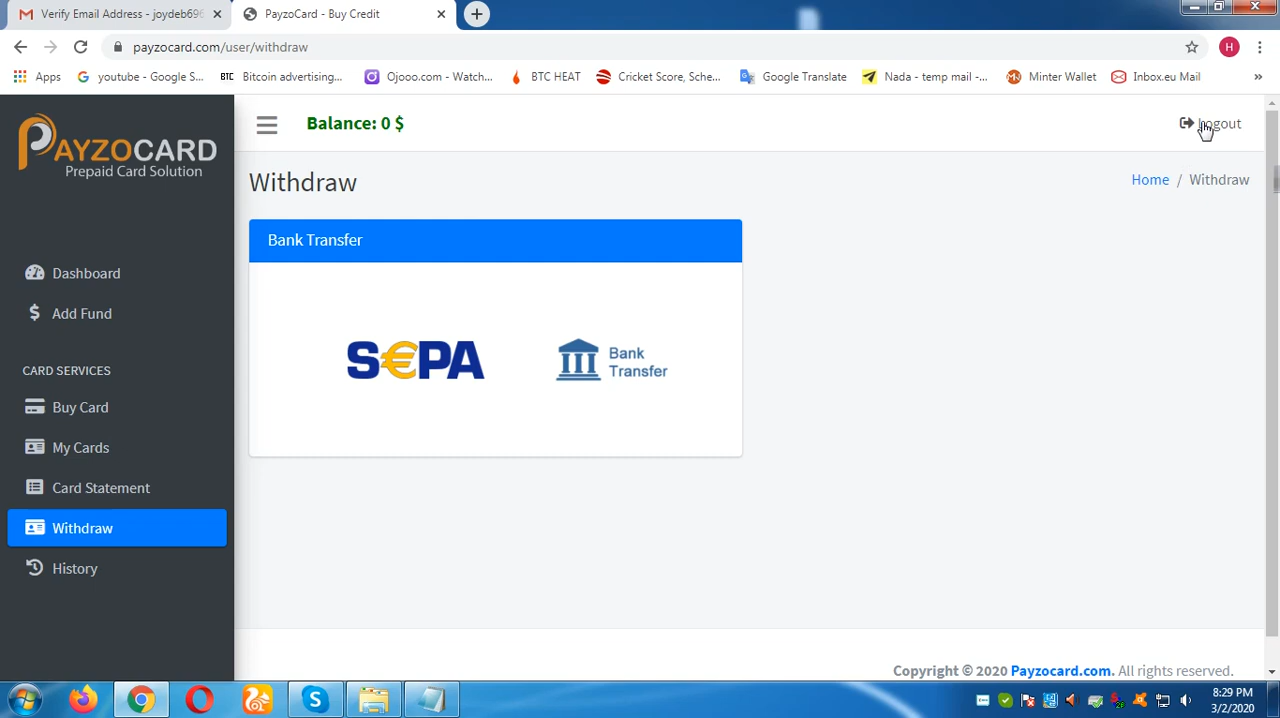 Verify Email Address - joydeb696
PayzoCard - Buy Credit
payzocard.com/user/withdraw
H
Apps
youtube - Google S...
Bitcoin advertising...
Ojooo.com - Watch...
BTC HEAT
Cricket Score, Sche...
Google Translate
Nada - temp mail -...
Minter Wallet
Inbox.eu Mail
»
PAYZOCARD
Prepaid Card Solution
Balance: 0 $
Logout
Withdraw
Home / Withdraw
Bank Transfer
S€PA
Bank
Transfer
Dashboard
Add Fund
CARD SERVICES
Buy Card
My Cards
Card Statement
Withdraw
History
Copyright © 2020 Payzocard.com. All rights reserved.
8:29 PM
3/2/2020